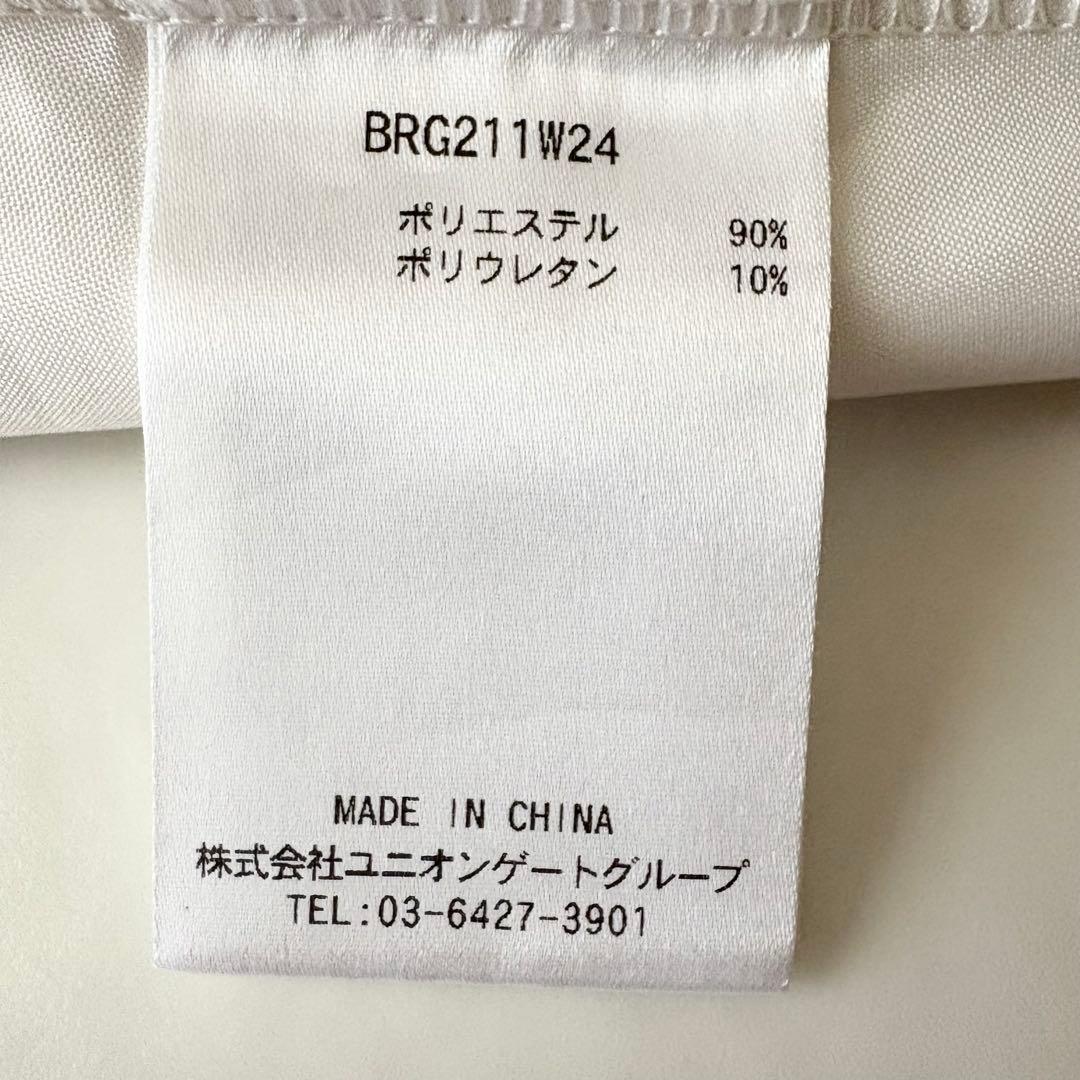 BRG211W24
ポリエステル 90%
ポリウレタン 10%
MADE IN CHINA
株式会社ユニオンゲートグループ
TEL:03-6427-3901